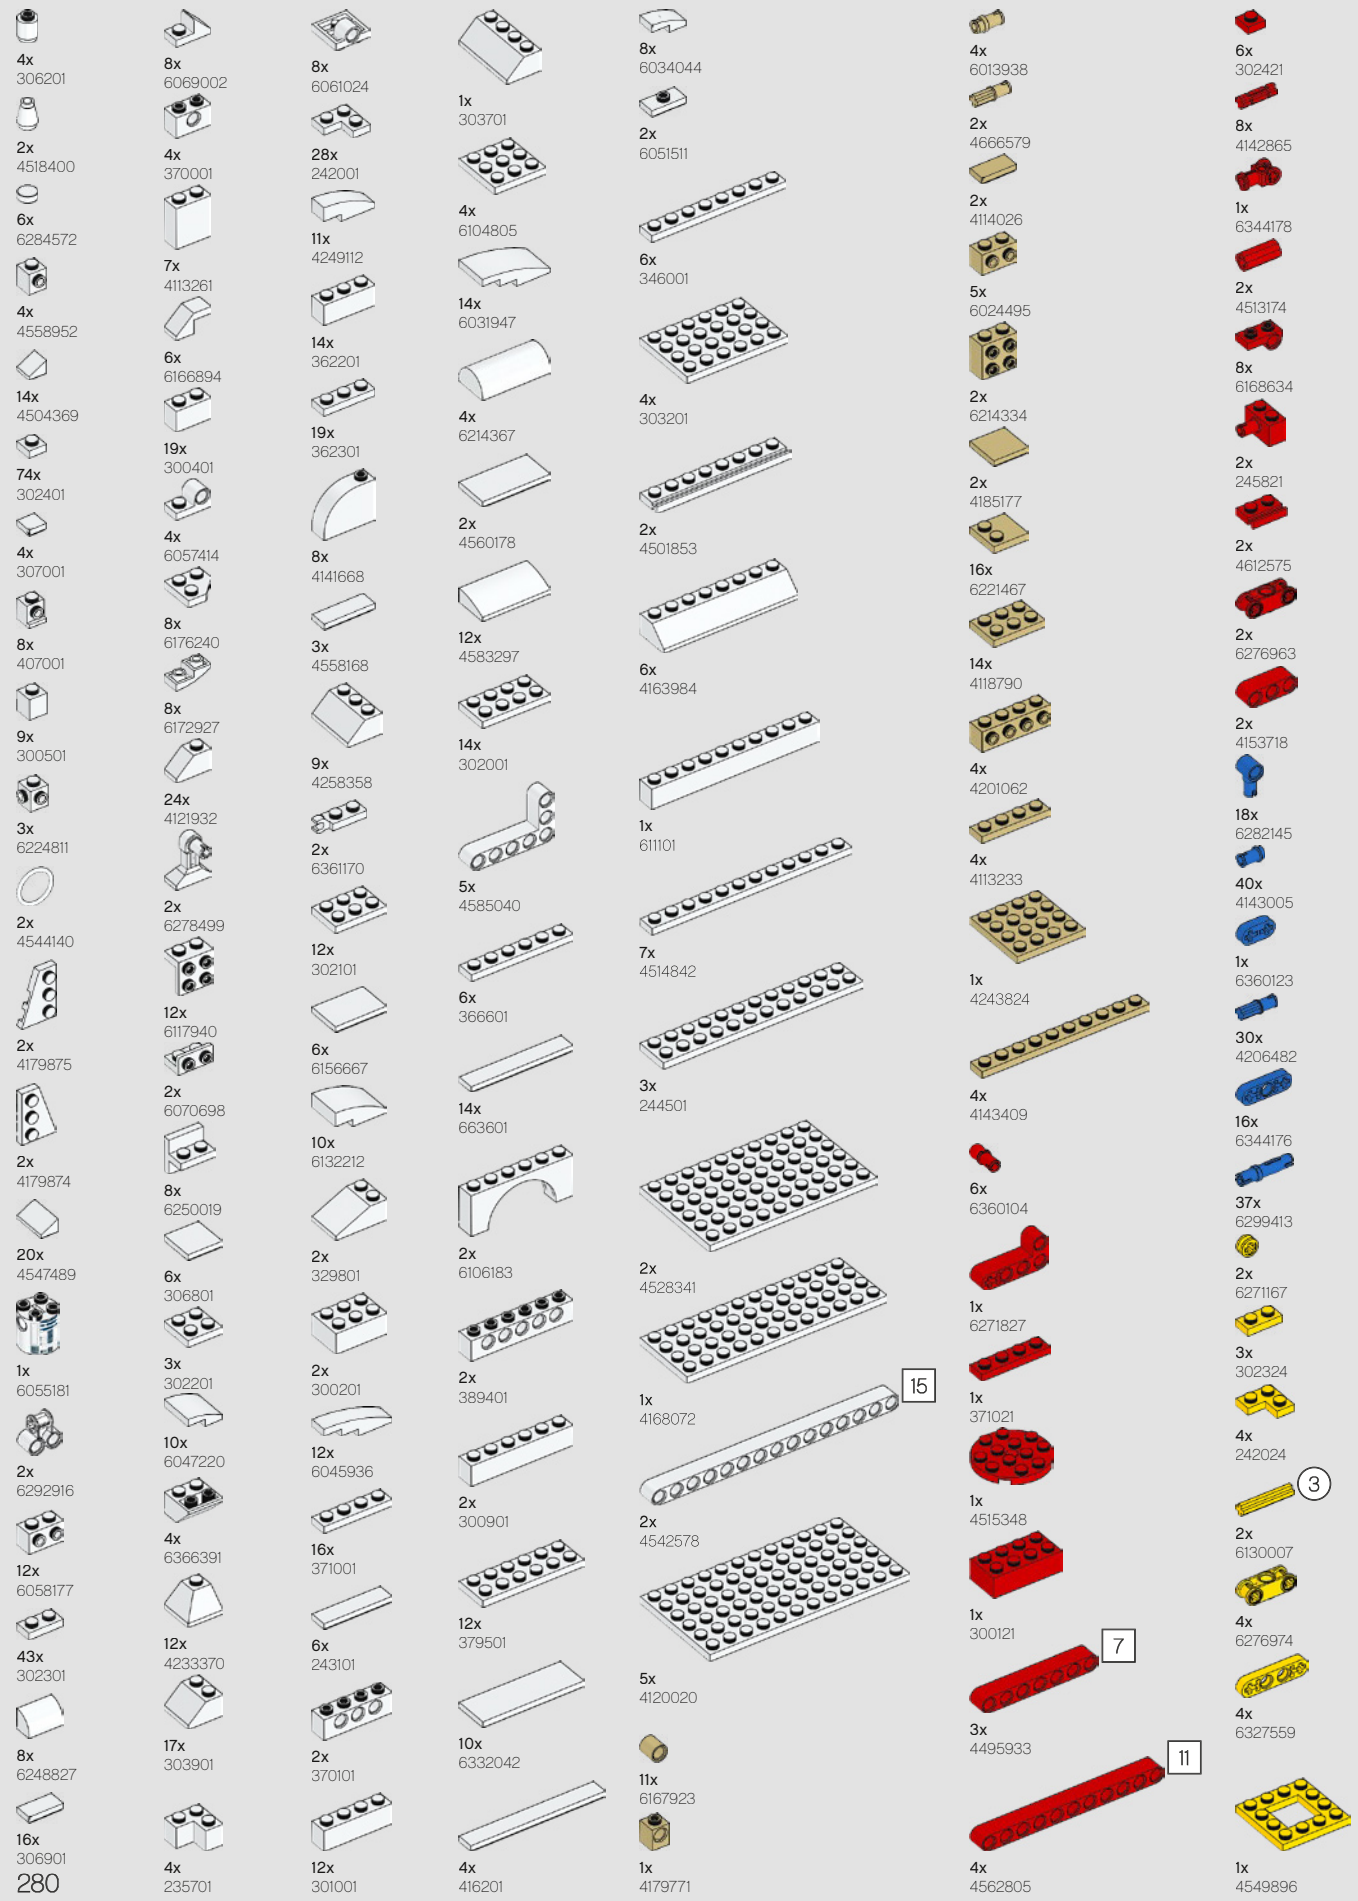 4x
306201
2x
4518400
6x
6284572
4x
4558952
14x
4504369
74x
302401
4x
307001
8x
407001
9x
300501
3x
6224811
2x
4544140
2x
4179875
2x
4179874
20x
4547489
1x
6055181
2x
6292916
12x
6058177
43x
302301
8x
6248827
16x
306901
280
8x
6069002
4x
370001
7x
4113261
6x
6166894
19x
300401
4x
6057414
8x
6176240
8x
6172927
24x
4121932
2x
6278499
12x
6117940
2x
6070698
8x
6250019
6x
306801
3x
302201
10x
6047220
4x
6366391
12x
4233370
17x
303901
4x
235701
8x
6061024
28x
242001
11x
4249112
14x
362201
19x
362301
8x
4141668
3x
4558168
9x
4258358
2x
6361170
12x
302101
6x
6156667
10x
6132212
2x
329801
2x
300201
12x
6045936
16x
371001
6x
243101
2x
370101
12x
301001
1x
303701
4x
6104805
14x
6031947
4x
6214367
2x
4560178
12x
4583297
14x
302001
5x
4585040
6x
366601
14x
663601
2x
6106183
2x
389401
2x
300901
12x
379501
10x
6332042
4x
416201
8x
6034044
2x
6051511
6x
346001
4x
303201
2x
4501853
6x
4163984
1x
611101
7x
4514842
3x
244501
2x
4528341
1x
4168072
15
2x
4542578
5x
4120020
11x
6167923
1x
4179771
4x
6013938
2x
4666579
2x
4114026
5x
6024495
2x
6214334
2x
4185177
16x
6221467
14x
4118790
4x
4201062
4x
4113233
1x
4243824
4x
4143409
6x
6360104
1x
6271827
1x
371021
1x
4515348
1x
300121
7
3x
4495933
11
4x
4562805
6x
302421
8x
4142865
1x
6344178
2x
4513174
8x
6168634
2x
245821
2x
4612575
2x
6276963
2x
4153718
18x
6282145
40x
4143005
1x
6360123
30x
4206482
16x
6344176
37x
6299413
2x
6271167
3x
302324
4x
242024
3
2x
6130007
4x
6276974
4x
6327559
1x
4549896